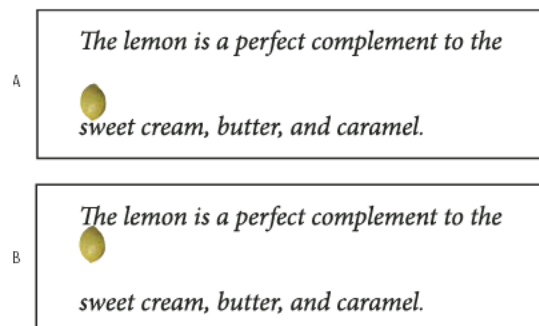 A
The lemon is a perfect complement to the
sweet cream, butter, and caramel.
B
The lemon is a perfect complement to the
sweet cream, butter, and caramel.